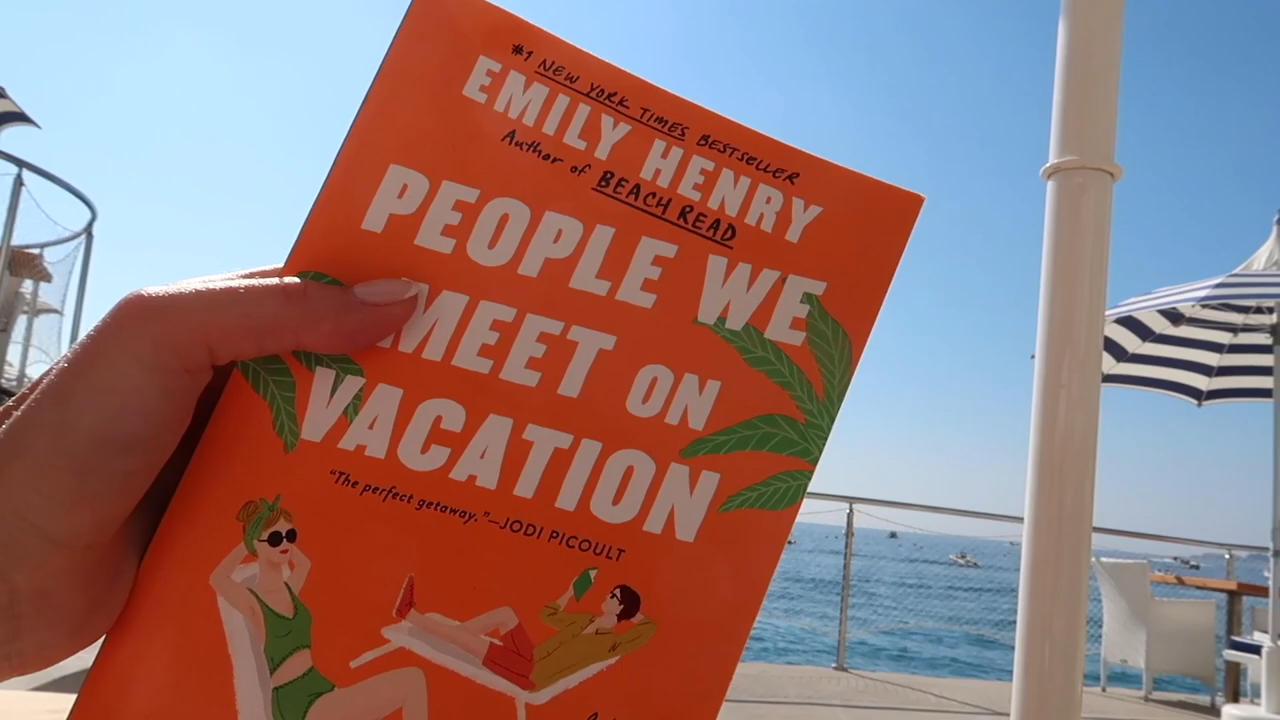 #1 NEW YORK TIMES BESTSELLER
EMILY HENRY
Author of BEACH READ
PEOPLE WE
MEET ON
VACATION
"The perfect getaway."—JODI PICOULT